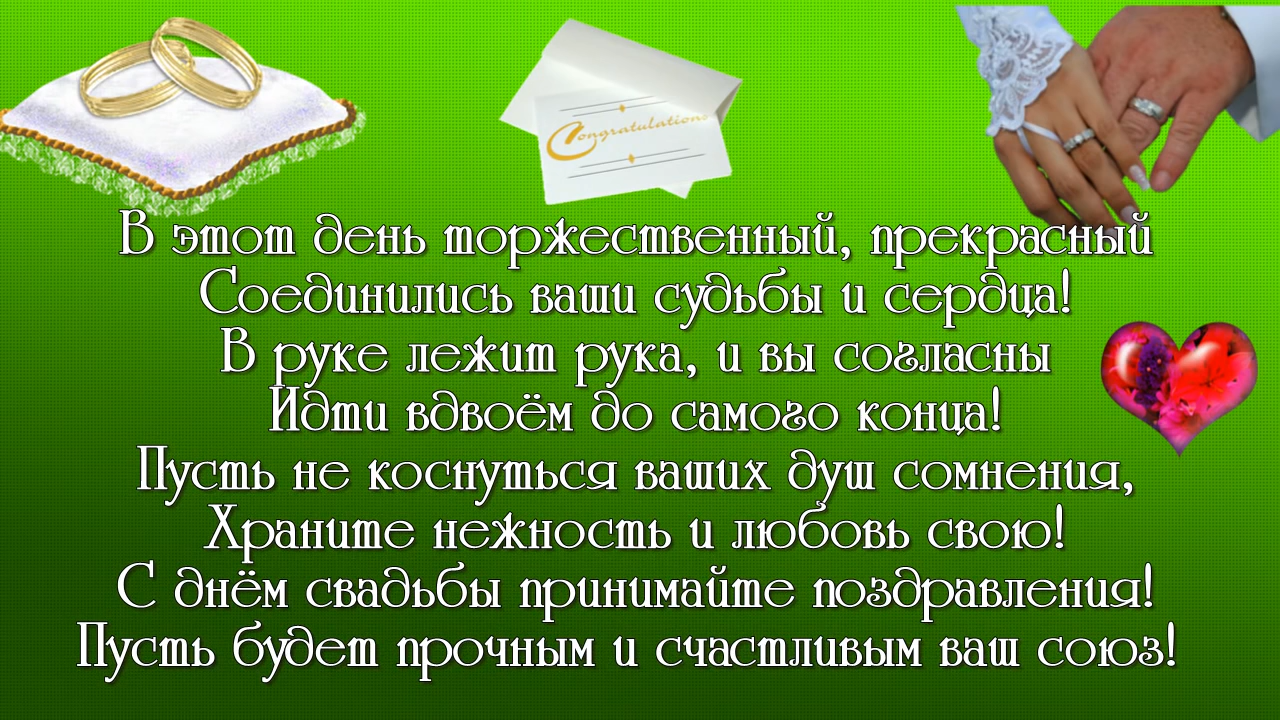 Congratulations
В этот день торжественный, прекрасный
Соединились ваши судьбы и сердца!
В руке лежит рука, и вы согласны
Идти вдвоём до самого конца!
Пусть не коснуться ваших душ сомнения,
Храните нежность и любовь свою!
С днём свадьбы принимайте поздравления!
Пусть будет прочным и счастливым ваш союз!